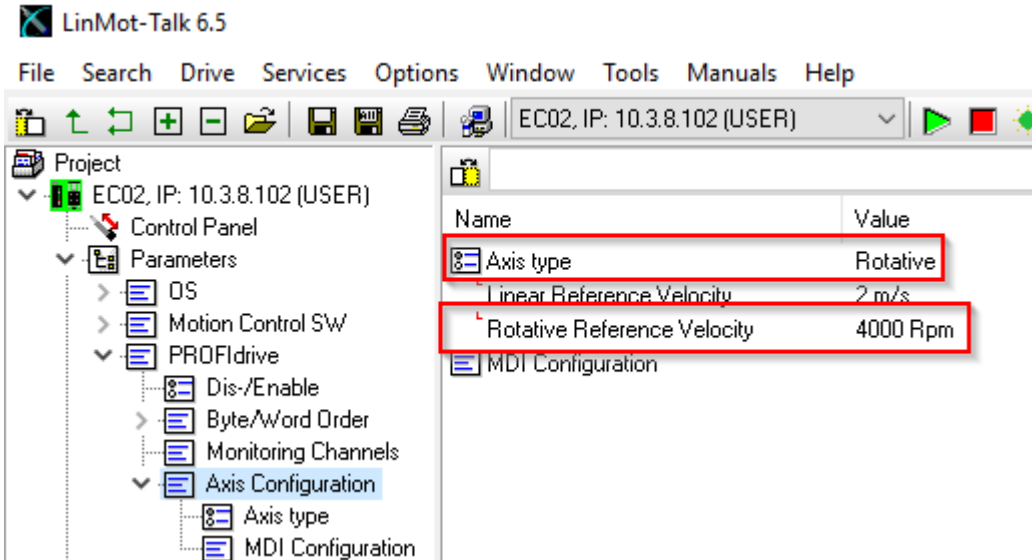 LinMot-Talk 6.5
File Search Drive Services Options Window Tools Manuals Help
EC02, IP: 10.3.8.102 (USER)
Project
EC02, IP: 10.3.8.102 (USER)
Control Panel
Parameters
OS
Motion Control SW
PROFIdrive
Dis-/Enable
Byte/Word Order
Monitoring Channels
Axis Configuration
Axis type
MDI Configuration
Name Value
Axis type Rotative
Linear Reference Velocity 2 m/s
Rotative Reference Velocity 4000 Rpm
MDI Configuration